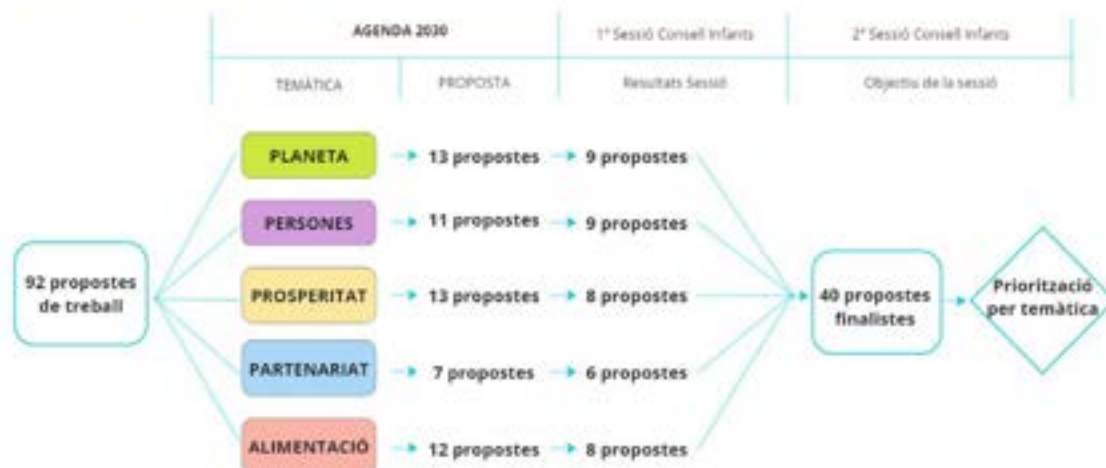 AGENDA 2030
1ª Sessió Consell Infants
2ª Sessió Consell Infants
TEMÀTICA
PROPOSTA
Resultats Sessió
Objectiu de la sessió
PLANETA
13 propostes
9 propostes
PERSONES
11 propostes
9 propostes
92 propostes
de treball
PROSPERITAT
13 propostes
8 propostes
40 propostes
finalistes
Priorització
per temàtica
PARTENARIAT
7 propostes
6 propostes
ALIMENTACIÓ
12 propostes
8 propostes